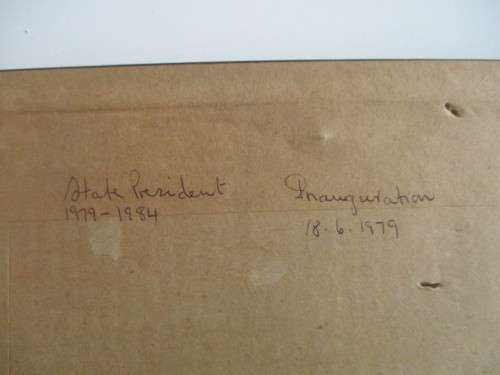 State President
1979-1984
Inauguration
18.6.1979